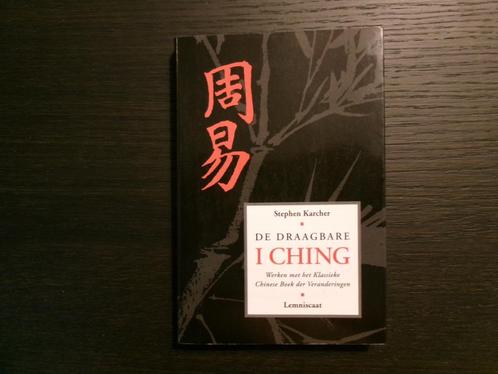 周易
Stephen Karcher
DE DRAAGBARE
I CHING
Werken met het Klassieke
Chinese Boek der Veranderingen
Lemniscaat